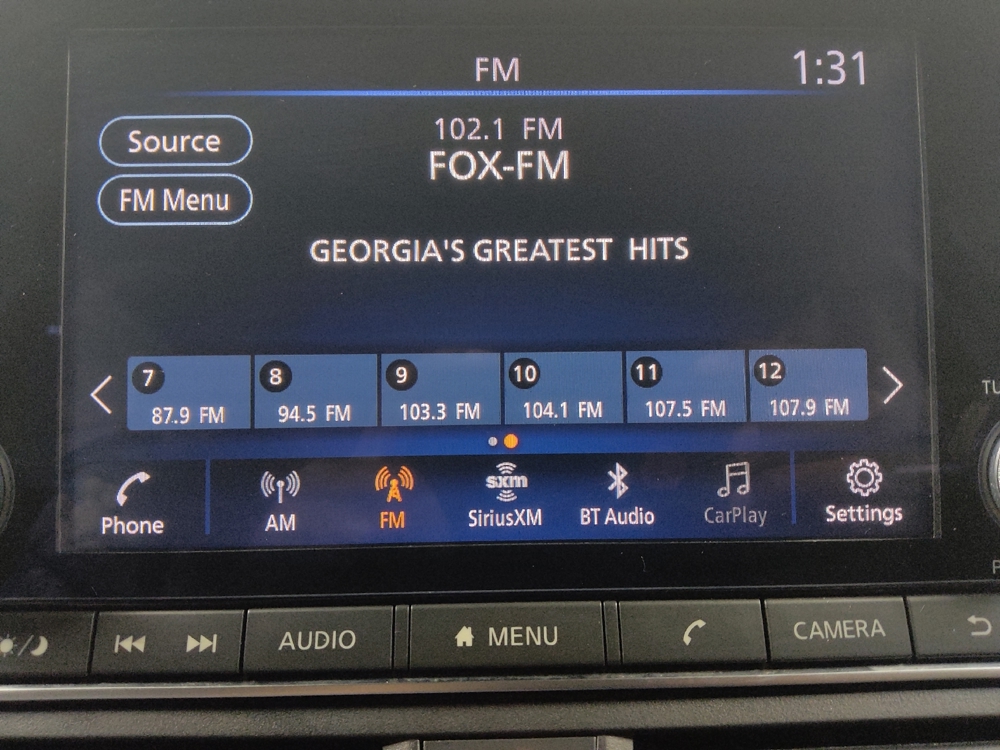 FM
1:31
Source
102.1 FM
FOX-FM
FM Menu
GEORGIA'S GREATEST HITS
7
87.9 FM
8
94.5 FM
9
103.3 FM
10
104.1 FM
11
107.5 FM
12
107.9 FM
Phone
AM
FM
sxm
SiriusXM
BT Audio
CarPlay
Settings
TU
P
AUDIO
MENU
CAMERA